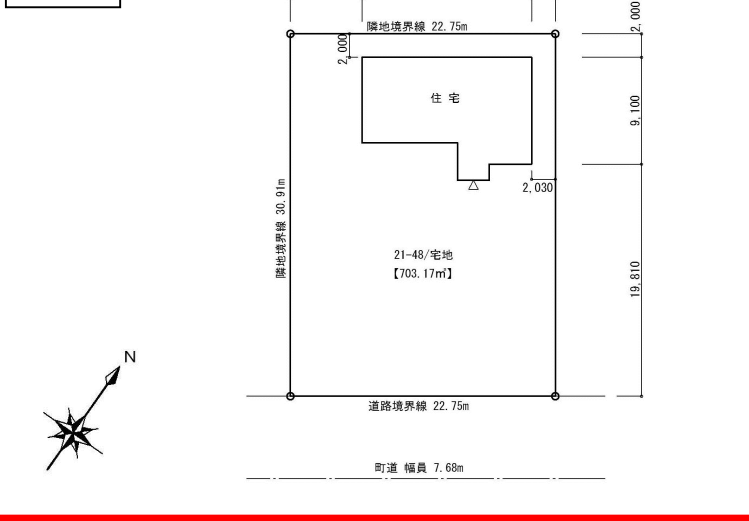 2,000
隣地境界線 22.75m
2,000
住 宅
9,100
2,030
隣地境界線 30.91m
21-48/宅地
【703.17㎡】
19,810
N
道路境界線 22.75m
町道 幅員 7.68m